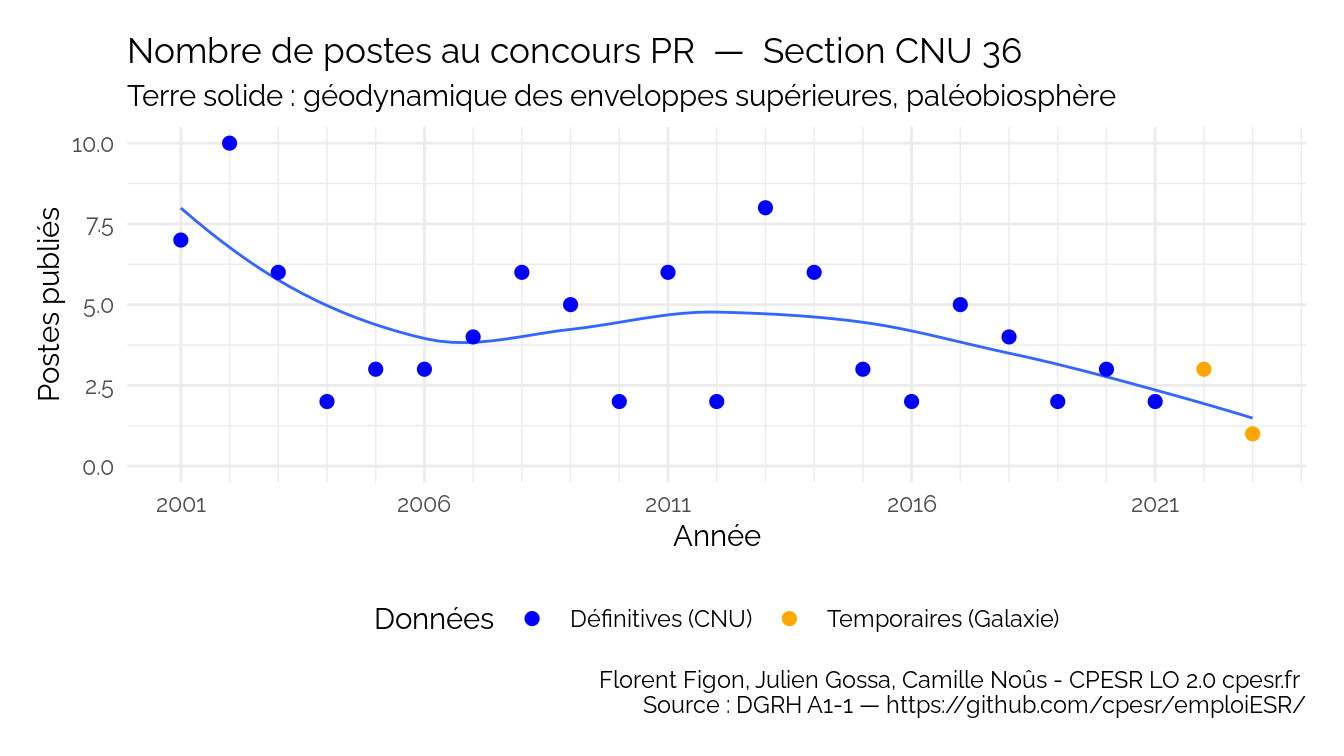 Nombre de postes au concours PR — Section CNU 36
Terre solide : géodynamique des enveloppes supérieures, paléobiosphère
Postes publiés
10.0
7.5
5.0
2.5
0.0
2001 2006 2011 2016 2021
Année
Données Définitives (CNU) Temporaires (Galaxie)
Florent Figon, Julien Gossa, Camille Noûs - CPESR LO 2.0 cpesr.fr
Source : DGRH A1-1 — https://github.com/cpesr/emploiESR/